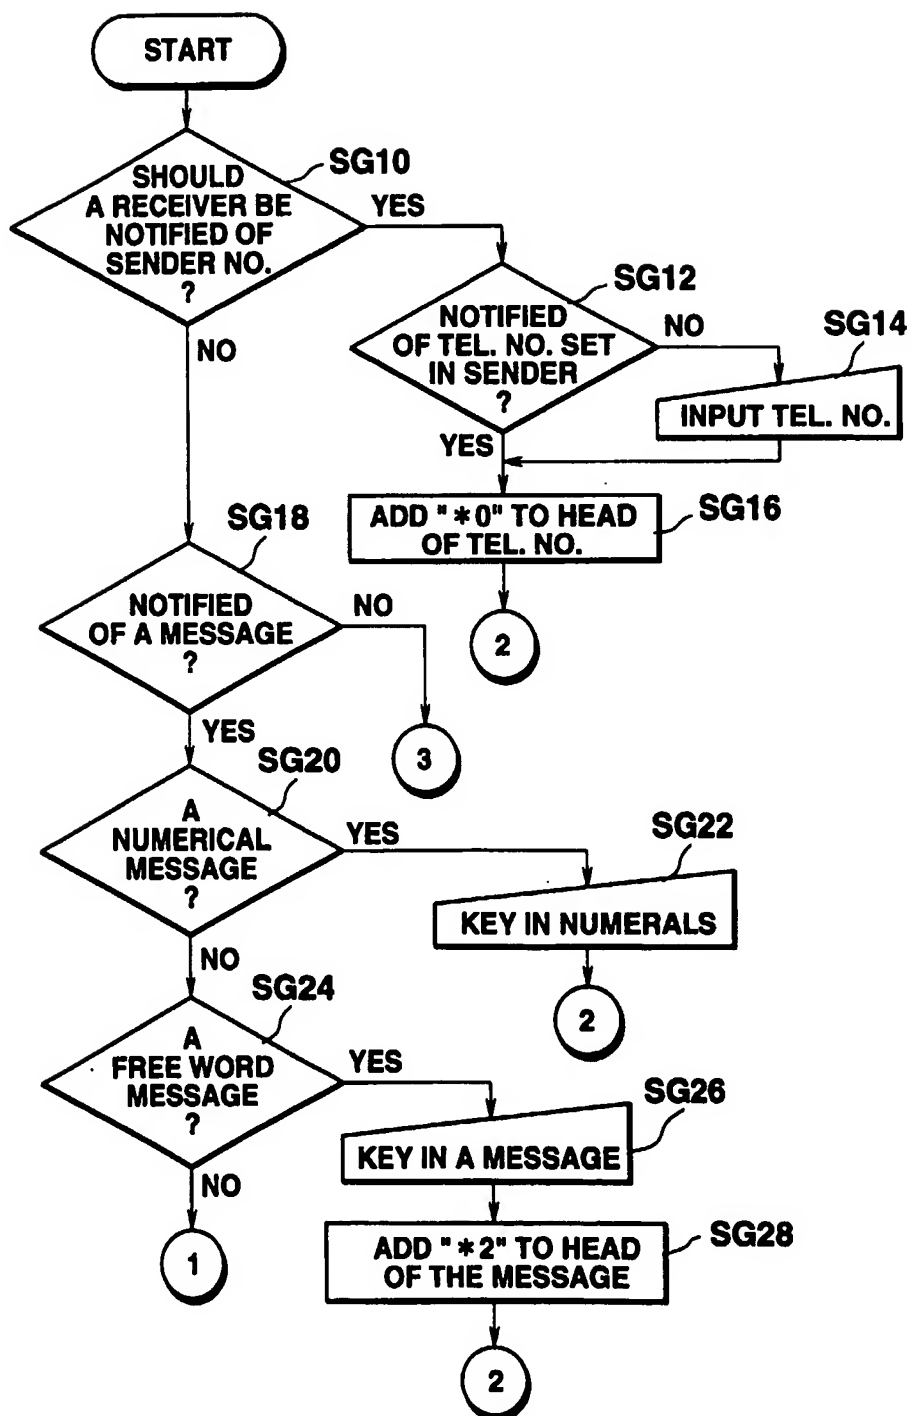 START
SG10
SHOULD
A RECEIVER BE
NOTIFIED OF
SENDER NO.
?
YES
NO
SG12
NOTIFIED
OF TEL. NO. SET
IN SENDER
?
NO
YES
SG14
INPUT TEL. NO.
SG16
ADD "*0" TO HEAD
OF TEL. NO.
2
SG18
NOTIFIED
OF A MESSAGE
?
NO
3
YES
SG20
A
NUMERICAL
MESSAGE
?
YES
SG22
KEY IN NUMERALS
2
NO
SG24
A
FREE WORD
MESSAGE
?
YES
SG26
KEY IN A MESSAGE
NO
1
SG28
ADD "*2" TO HEAD
OF THE MESSAGE
2